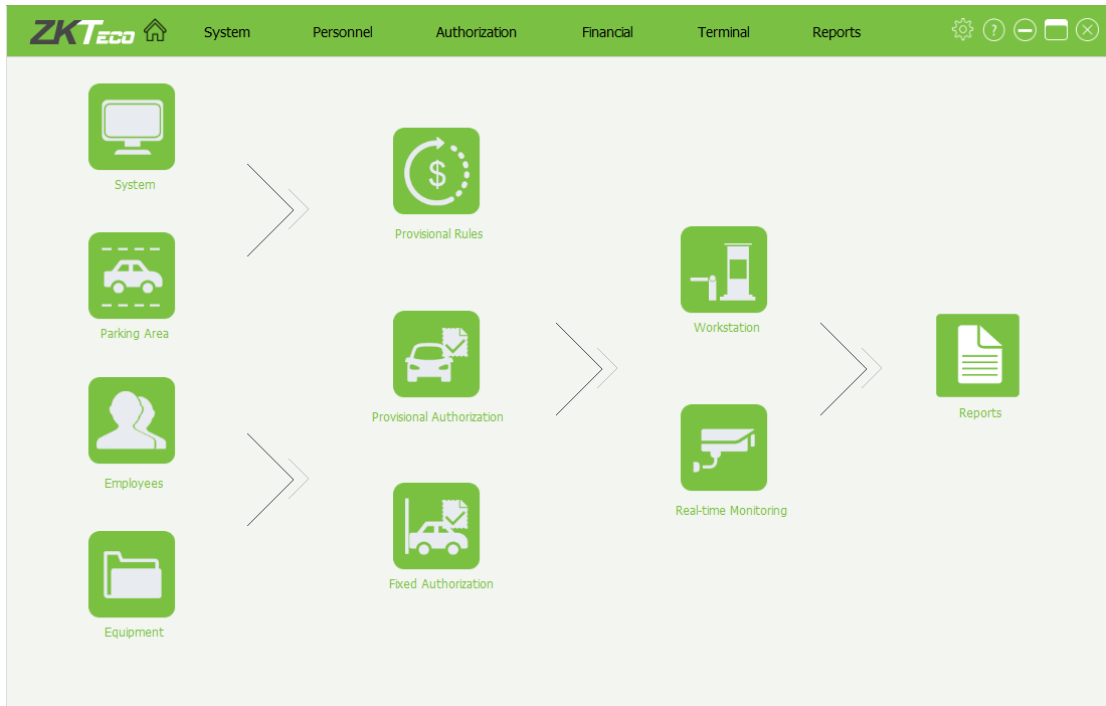 ZKTECO System Personnel Authorization Financial Terminal Reports ?
System
$
Provisional Rules
Parking Area
Workstation
Provisional Authorization
Reports
Employees
Real-time Monitoring
Fixed Authorization
Equipment